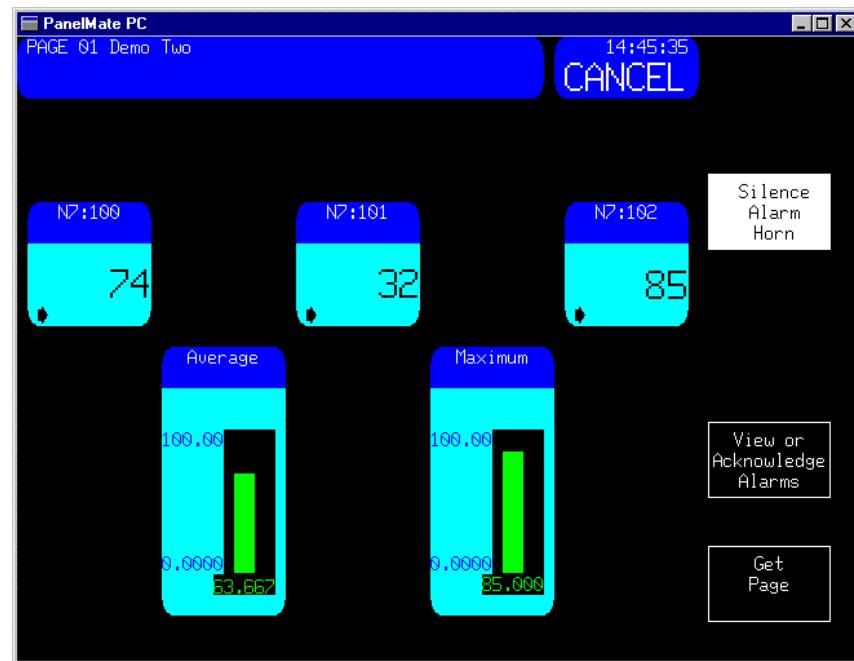 PanelMate PC
PAGE 01 Demo Two
14:45:35
CANCEL
Silence
Alarm
Horn
N7:100
N7:101
N7:102
74
32
85
Average
Maximum
100.00
100.00
View or
Acknowledge
Alarms
0.0000
0.0000
63.667
85.000
Get
Page